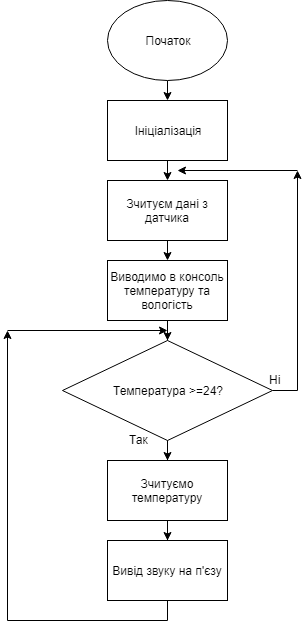 Початок
Ініціалізація
Зчитуєм дані з
датчика
Виводимо в консоль
температуру та
вологість
Температура >=24?
Ні
Так
Зчитуємо
температуру
Вивід звуку на п'єзу